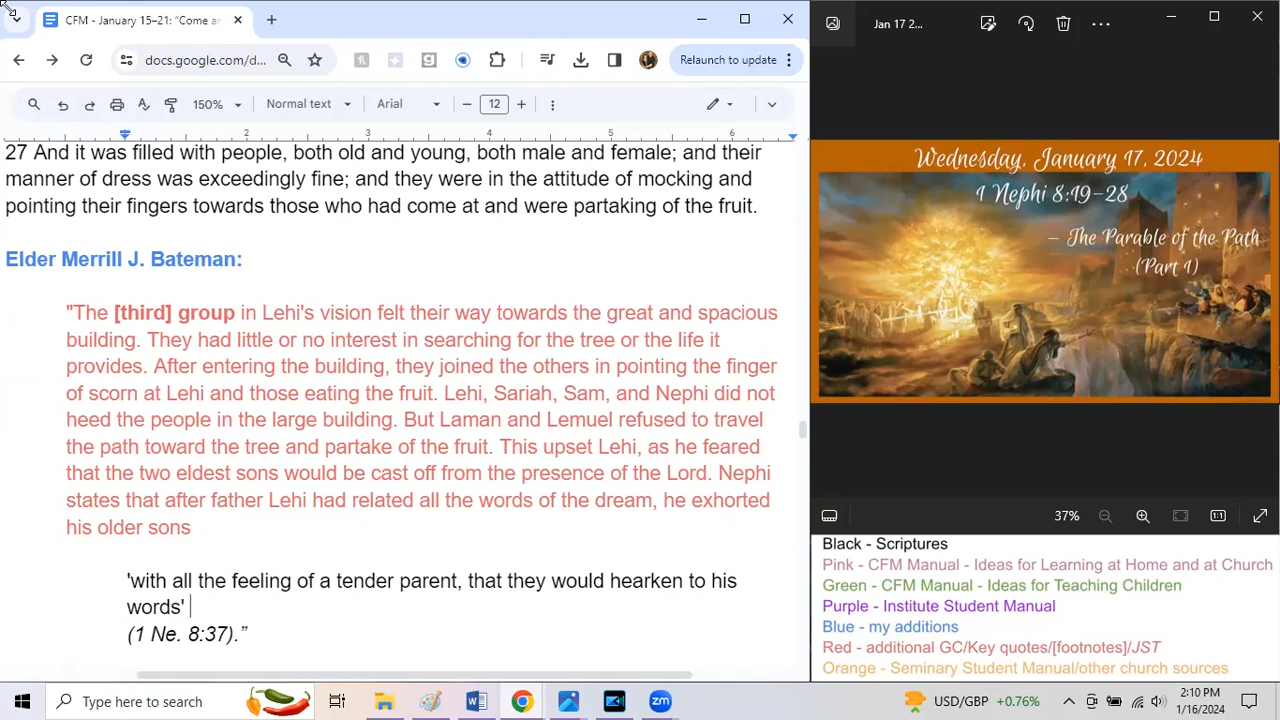 CFM - January 15–21: “Come an
docs.google.com/d...
Relaunch to update
150%
Normal text
Arial
12
2 3 4 5 6
27 And it was filled with people, both old and young, both male and female; and their
manner of dress was exceedingly fine; and they were in the attitude of mocking and
pointing their fingers towards those who had come at and were partaking of the fruit.
Elder Merrill J. Bateman:
"The [third] group in Lehi's vision felt their way towards the great and spacious
building. They had little or no interest in searching for the tree or the life it
provides. After entering the building, they joined the others in pointing the finger
of scorn at Lehi and those eating the fruit. Lehi, Sariah, Sam, and Nephi did not
heed the people in the large building. But Laman and Lemuel refused to travel
the path toward the tree and partake of the fruit. This upset Lehi, as he feared
that the two eldest sons would be cast off from the presence of the Lord. Nephi
states that after father Lehi had related all the words of the dream, he exhorted
his older sons
'with all the feeling of a tender parent, that they would hearken to his
words'
(1 Ne. 8:37).”
Jan 17 2...
Wednesday, January 17, 2024
1 Nephi 8:19-28
- The Parable of the Path
(Part 1)
37%
1:1
Black - Scriptures
Pink - CFM Manual - Ideas for Learning at Home and at Church
Green - CFM Manual - Ideas for Teaching Children
Purple - Institute Student Manual
Blue - my additions
Red - additional GC/Key quotes/[footnotes]/JST
Orange - Seminary Student Manual/other church sources
Type here to search
USD/GBP +0.76%
2:10 PM
1/16/2024